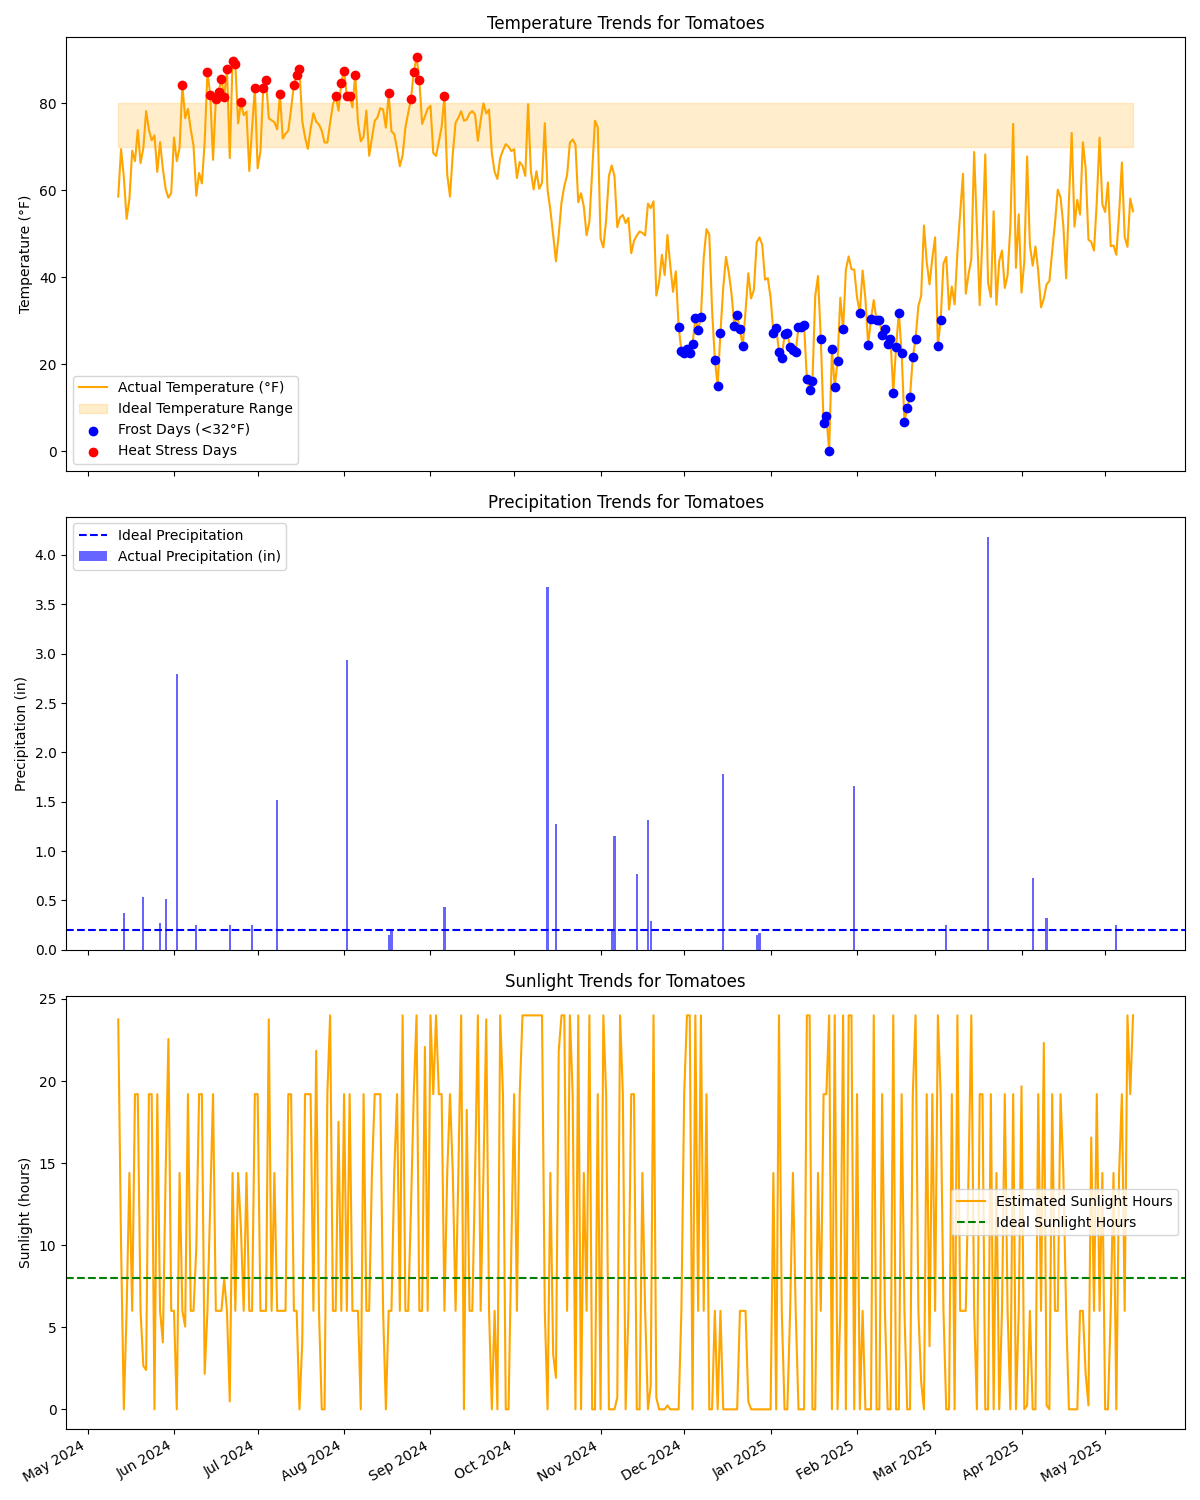 Temperature Trends for Tomatoes
Temperature (°F)
80
60
40
20
0
Actual Temperature (°F)
Ideal Temperature Range
Frost Days (<32°F)
Heat Stress Days
Precipitation Trends for Tomatoes
Precipitation (in)
4.0
3.5
3.0
2.5
2.0
1.5
1.0
0.5
0.0
Ideal Precipitation
Actual Precipitation (in)
Sunlight Trends for Tomatoes
Sunlight (hours)
25
20
15
10
5
0
Estimated Sunlight Hours
Ideal Sunlight Hours
May 2024
Jun 2024
Jul 2024
Aug 2024
Sep 2024
Oct 2024
Nov 2024
Dec 2024
Jan 2025
Feb 2025
Mar 2025
Apr 2025
May 2025